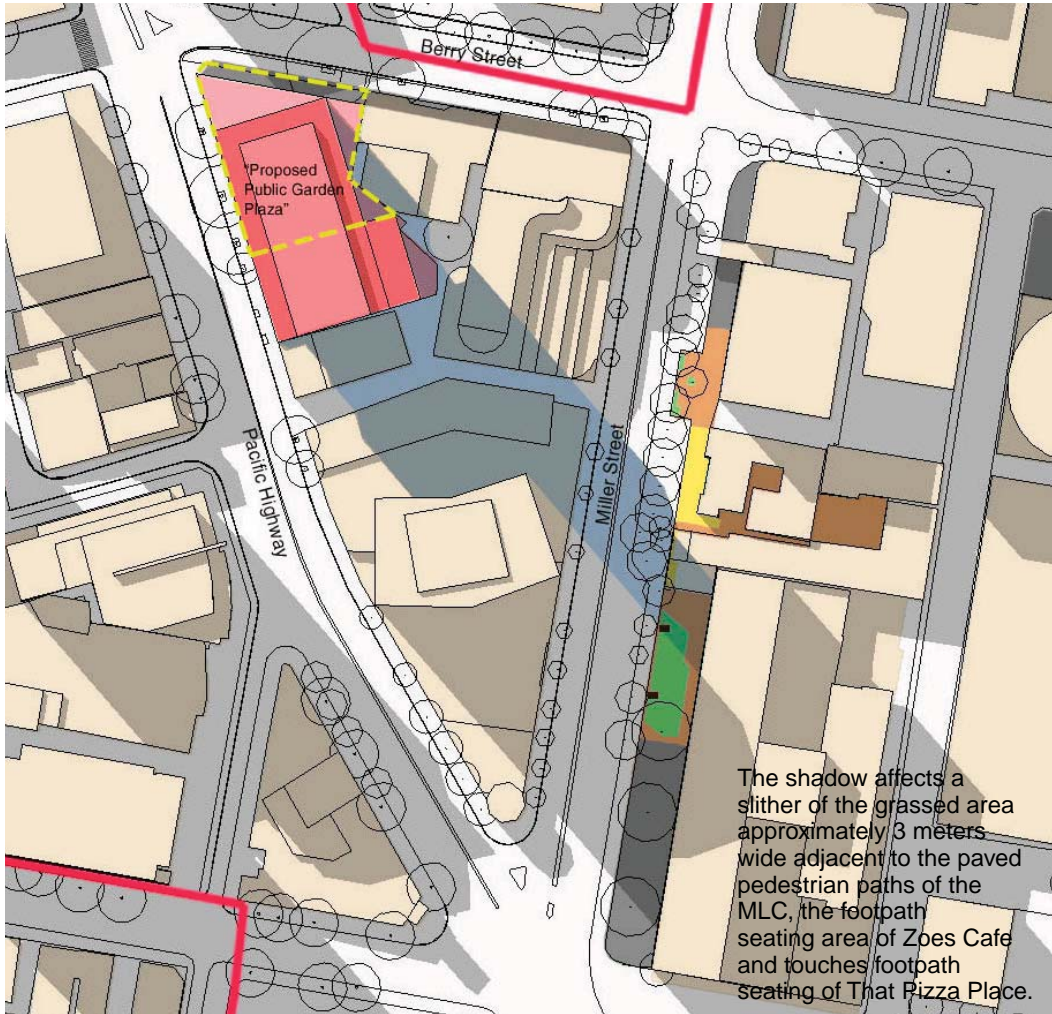 Berry Street
"Proposed
Public Garden
Plaza"
Pacific Highway
Miller Street
The shadow affects a
slither of the grassed area
approximately 3 meters
wide adjacent to the paved
pedestrian paths of the
MLC, the footpath
seating area of Zoes Cafe
and touches footpath
seating of That Pizza Place.